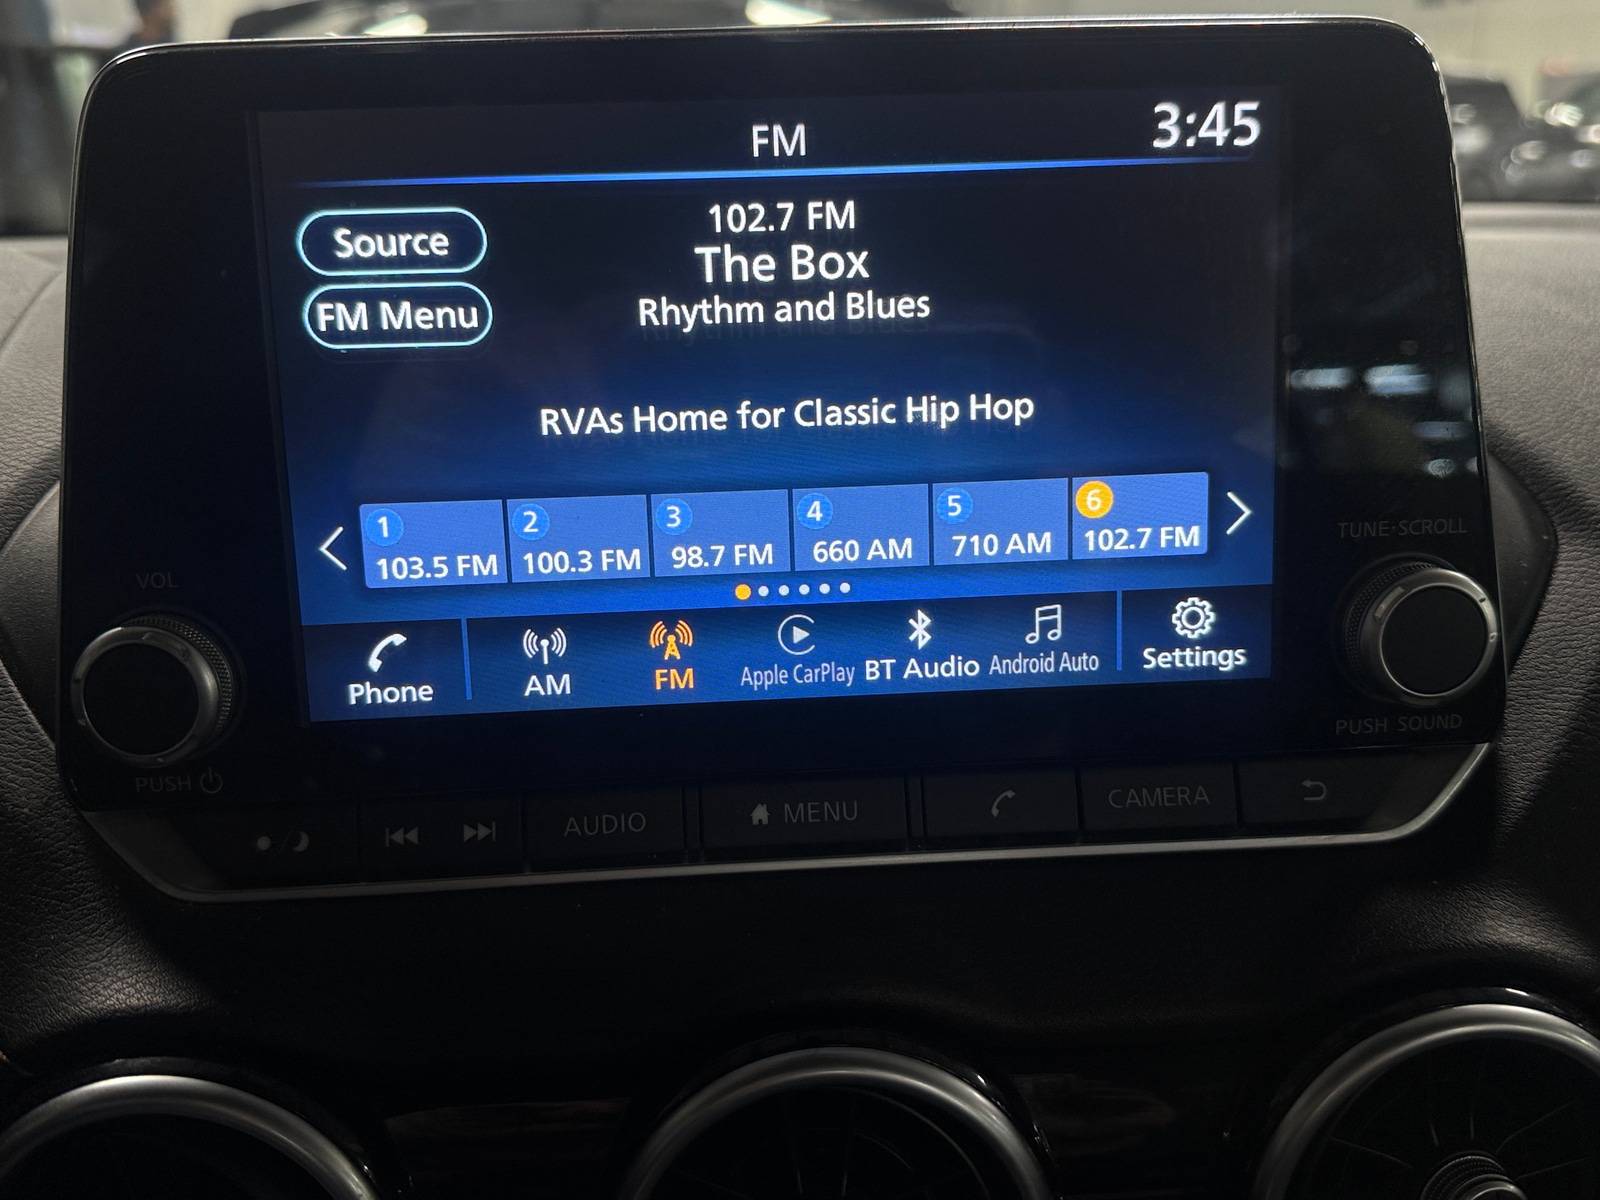 FM
3:45
Source
FM Menu
102.7 FM
The Box
Rhythm and Blues
RVAs Home for Classic Hip Hop
1
103.5 FM
2
100.3 FM
3
98.7 FM
4
660 AM
5
710 AM
6
102.7 FM
Phone
AM
FM
Apple CarPlay
BT Audio
Android Auto
Settings
VOL
PUSH
TUNE·SCROLL
PUSH SOUND
AUDIO
MENU
CAMERA